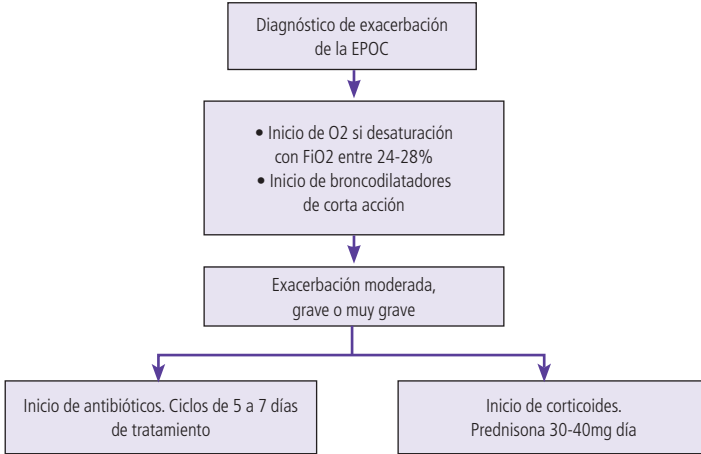 Diagnóstico de exacerbación
de la EPOC
• Inicio de O2 si desaturación
con FiO2 entre 24-28%
• Inicio de broncodilatadores
de corta acción
Exacerbación moderada,
grave o muy grave
Inicio de antibióticos. Ciclos de 5 a 7 días
de tratamiento
Inicio de corticoides.
Prednisona 30-40mg día